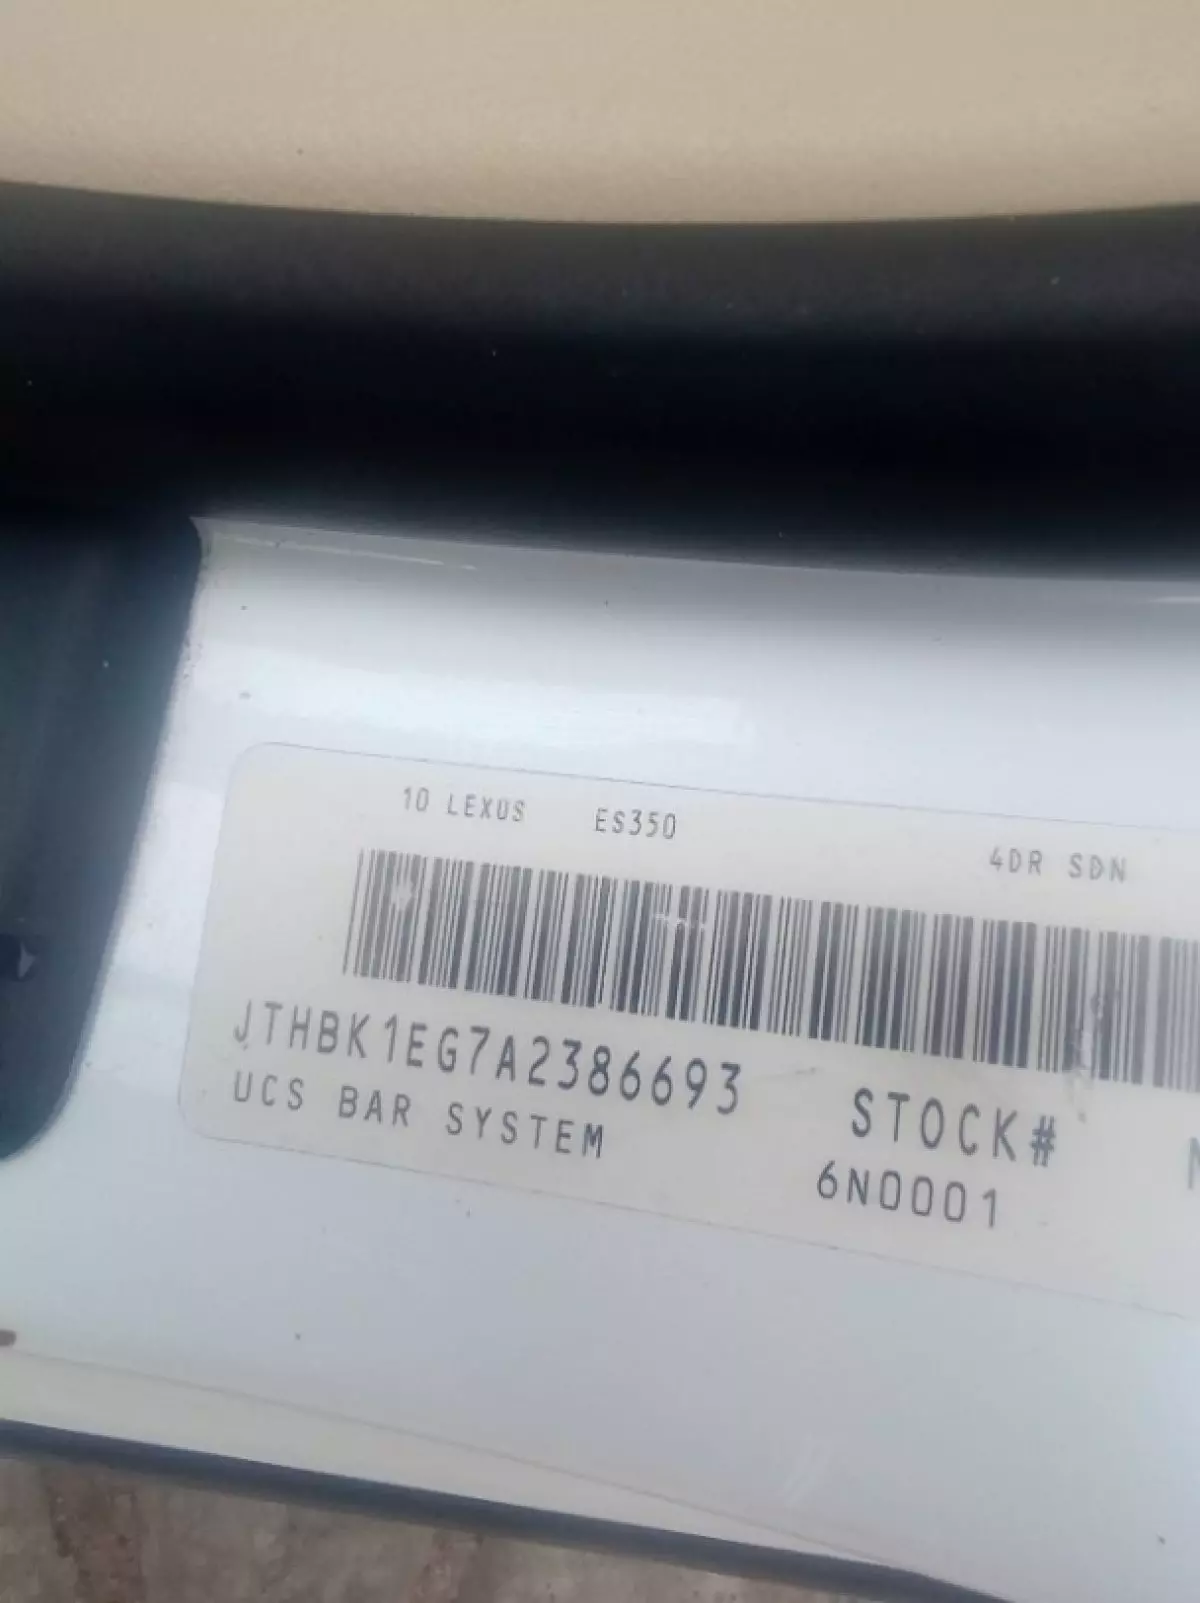 10 LEXUS ES350 4DR SDN
JTHBK1EG7A2386693 STOCK#
UCS BAR SYSTEM 6N0001